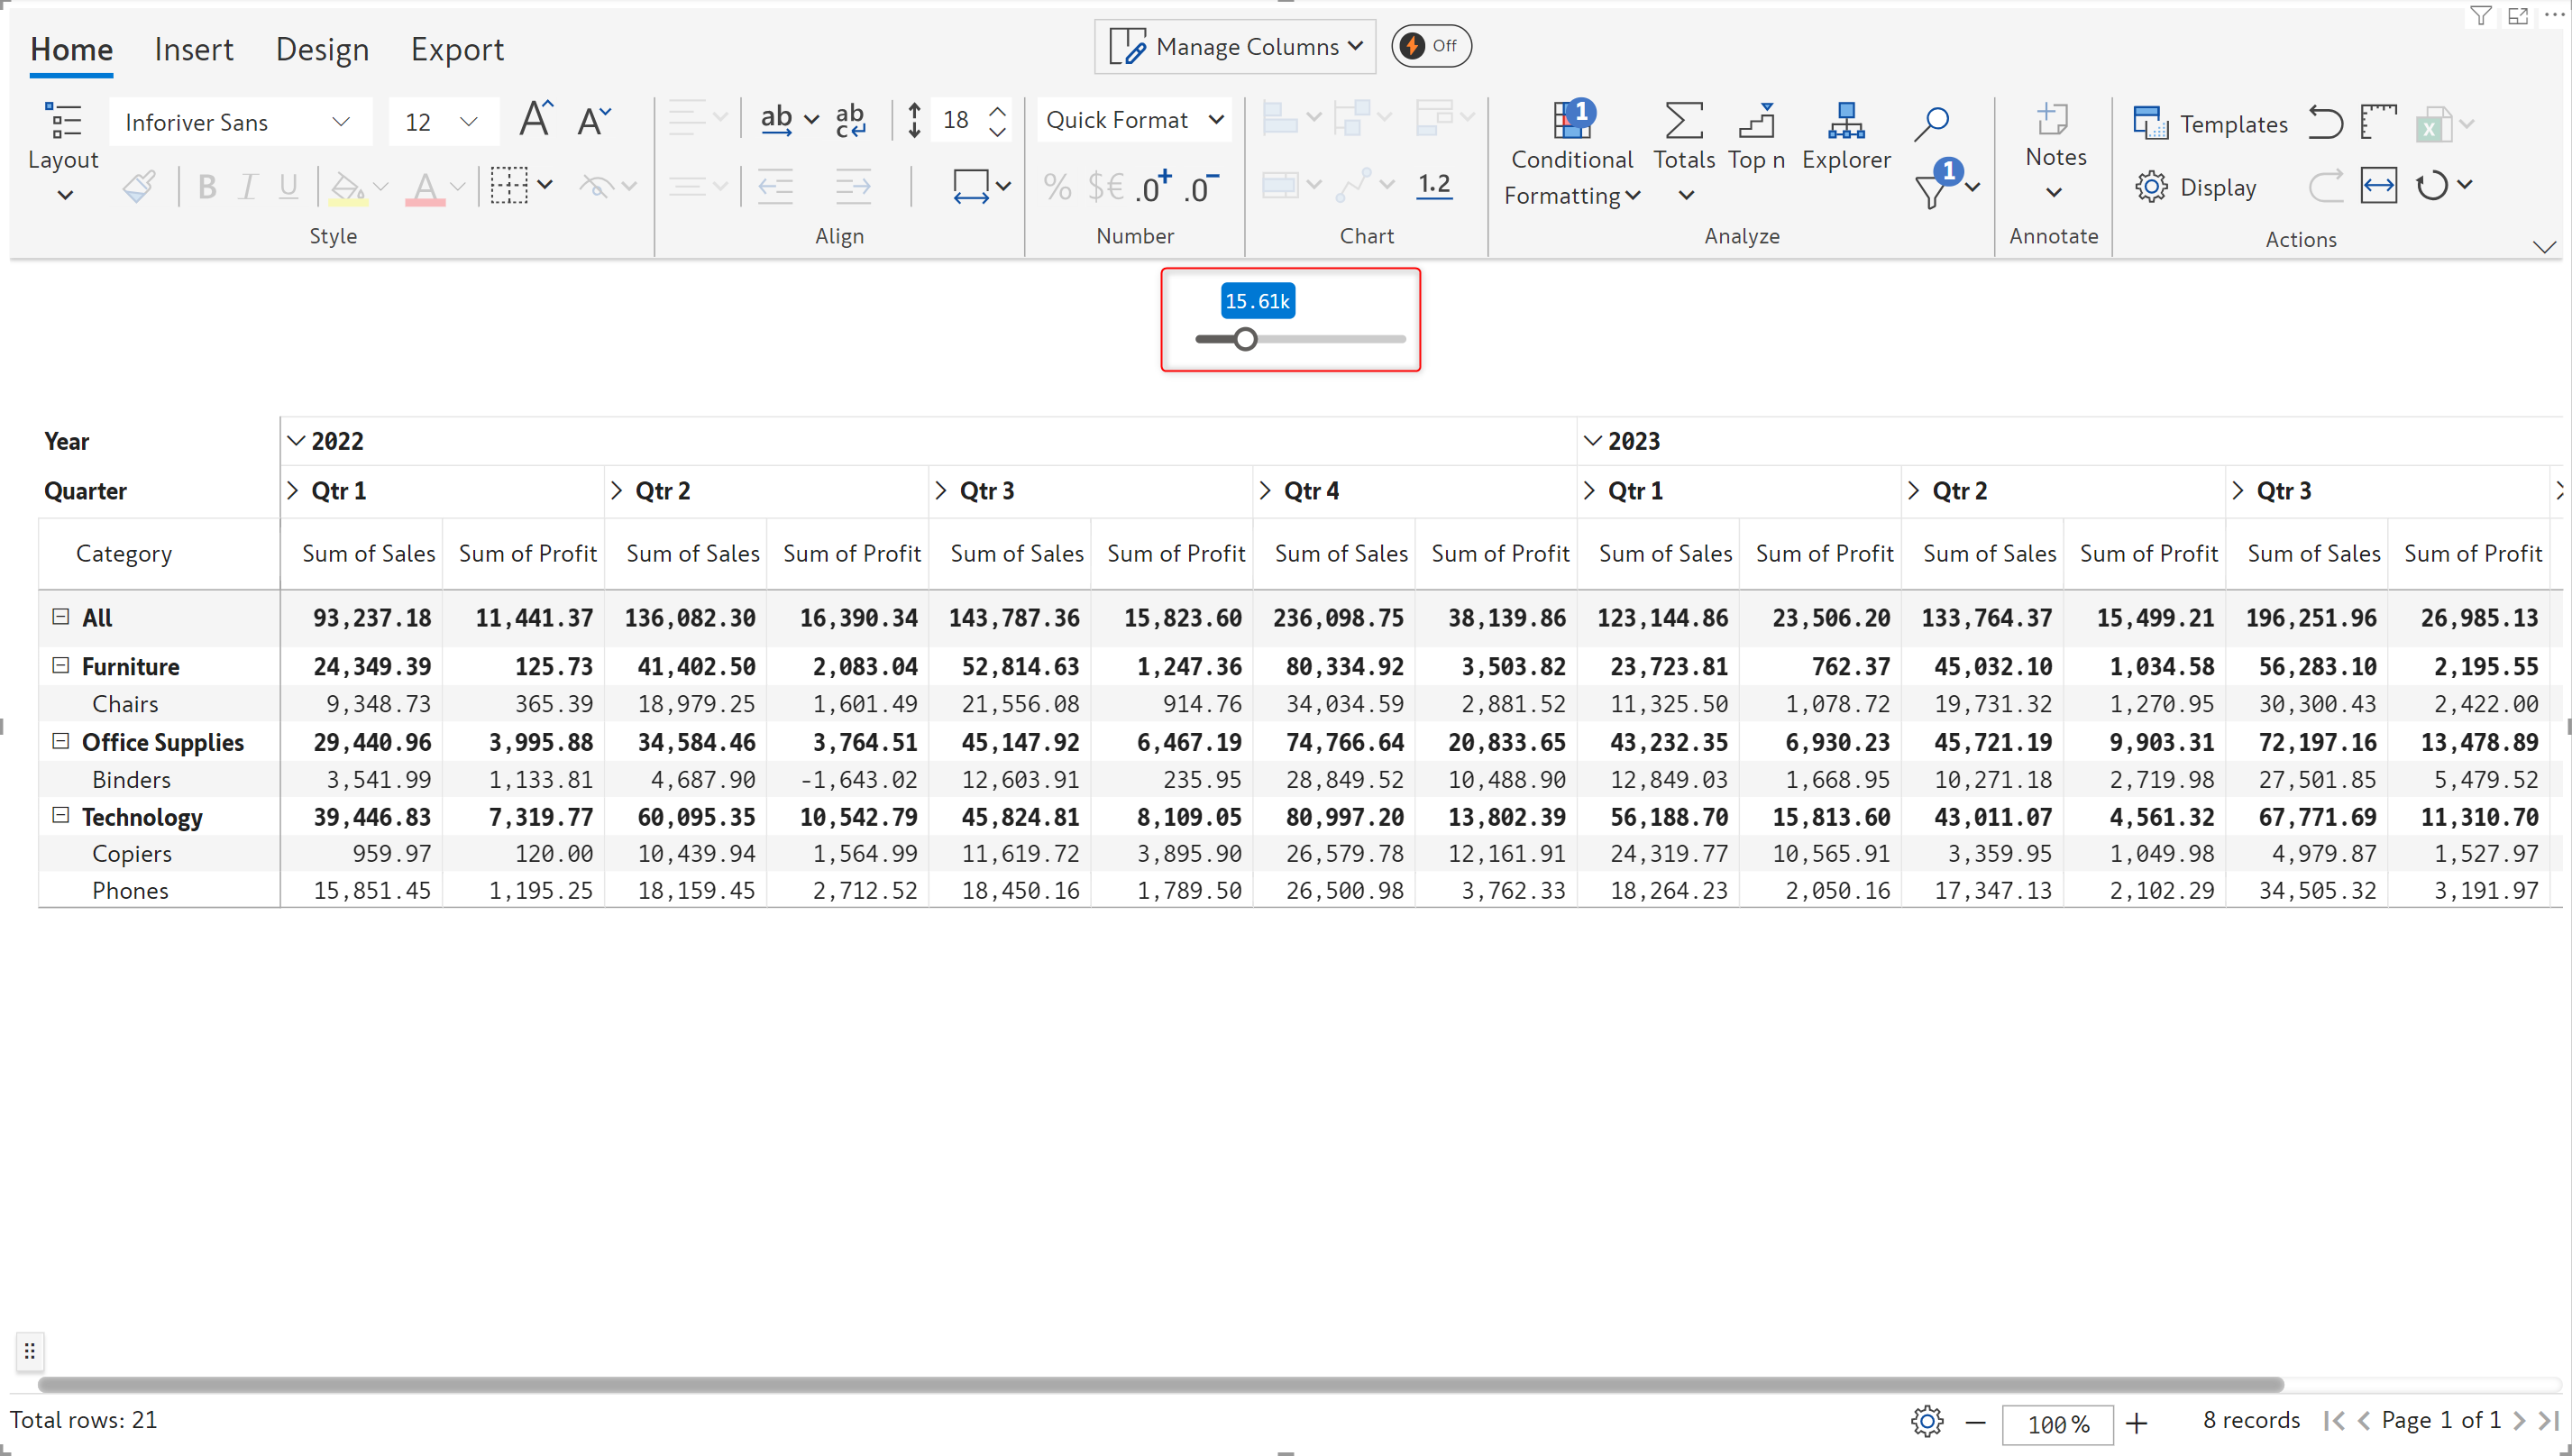 Home Insert Design Export Manage Columns Off
Inforiver Sans 12 A A ab ab 18 Quick Format 1
c
Layout Conditional Totals Top n Explorer Notes Templates
B I U A % $€ .0+ .0- 1.2 Formatting 1 Display
Style Align Number Chart Analyze Annotate Actions
15.61k
Year 2022 2023
Quarter Qtr 1 Qtr 2 Qtr 3 Qtr 4 Qtr 1 Qtr 2 Qtr 3
Category Sum of Sales Sum of Profit Sum of Sales Sum of Profit Sum of Sales Sum of Profit Sum of Sales Sum of Profit Sum of Sales Sum of Profit Sum of Sales Sum of Profit Sum of Sales Sum of Profit
All 93,237.18 11,441.37 136,082.30 16,390.34 143,787.36 15,823.60 236,098.75 38,139.86 123,144.86 23,506.20 133,764.37 15,499.21 196,251.96 26,985.13
Furniture 24,349.39 125.73 41,402.50 2,083.04 52,814.63 1,247.36 80,334.92 3,503.82 23,723.81 762.37 45,032.10 1,034.58 56,283.10 2,195.55
Chairs 9,348.73 365.39 18,979.25 1,601.49 21,556.08 914.76 34,034.59 2,881.52 11,325.50 1,078.72 19,731.32 1,270.95 30,300.43 2,422.00
Office Supplies 29,440.96 3,995.88 34,584.46 3,764.51 45,147.92 6,467.19 74,766.64 20,833.65 43,232.35 6,930.23 45,721.19 9,903.31 72,197.16 13,478.89
Binders 3,541.99 1,133.81 4,687.90 -1,643.02 12,603.91 235.95 28,849.52 10,488.90 12,849.03 1,668.95 10,271.18 2,719.98 27,501.85 5,479.52
Technology 39,446.83 7,319.77 60,095.35 10,542.79 45,824.81 8,109.05 80,997.20 13,802.39 56,188.70 15,813.60 43,011.07 4,561.32 67,771.69 11,310.70
Copiers 959.97 120.00 10,439.94 1,564.99 11,619.72 3,895.90 26,579.78 12,161.91 24,319.77 10,565.91 3,359.95 1,049.98 4,979.87 1,527.97
Phones 15,851.45 1,195.25 18,159.45 2,712.52 18,450.16 1,789.50 26,500.98 3,762.33 18,264.23 2,050.16 17,347.13 2,102.29 34,505.32 3,191.97
Total rows: 21 100% 8 records Page 1 of 1